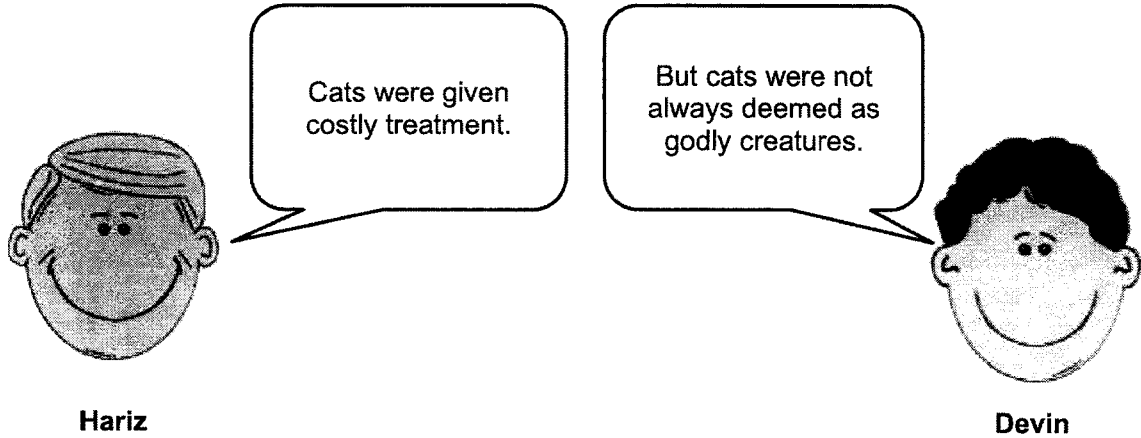 Cats were given
costly treatment.
But cats were not
always deemed as
godly creatures.
Hariz
Devin